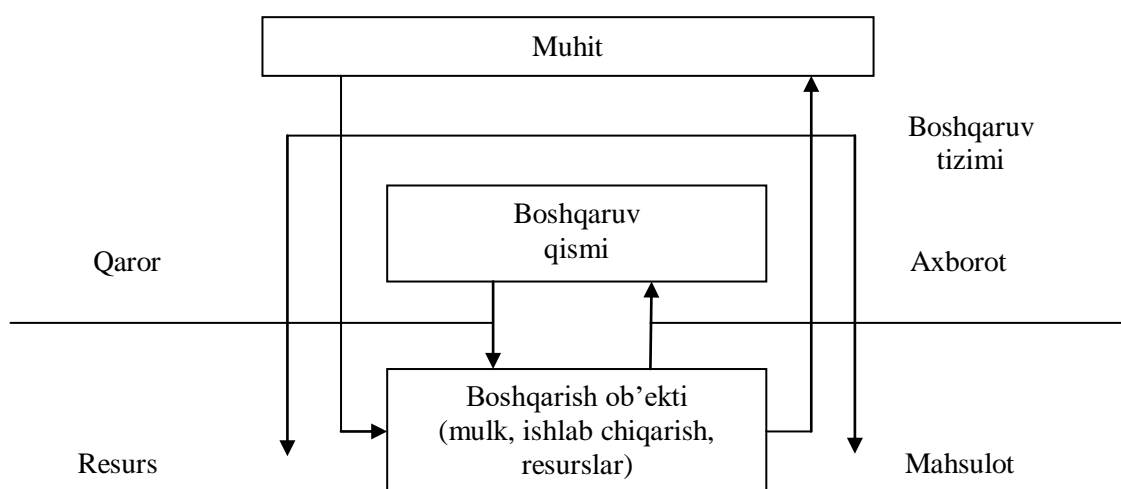 Muhit
Boshqaruv
tizimi
Boshqaruv
qismi
Qaror
Axborot
Boshqarish ob’ekti
(mulk, ishlab chiqarish,
resurslar)
Resurs
Mahsulot